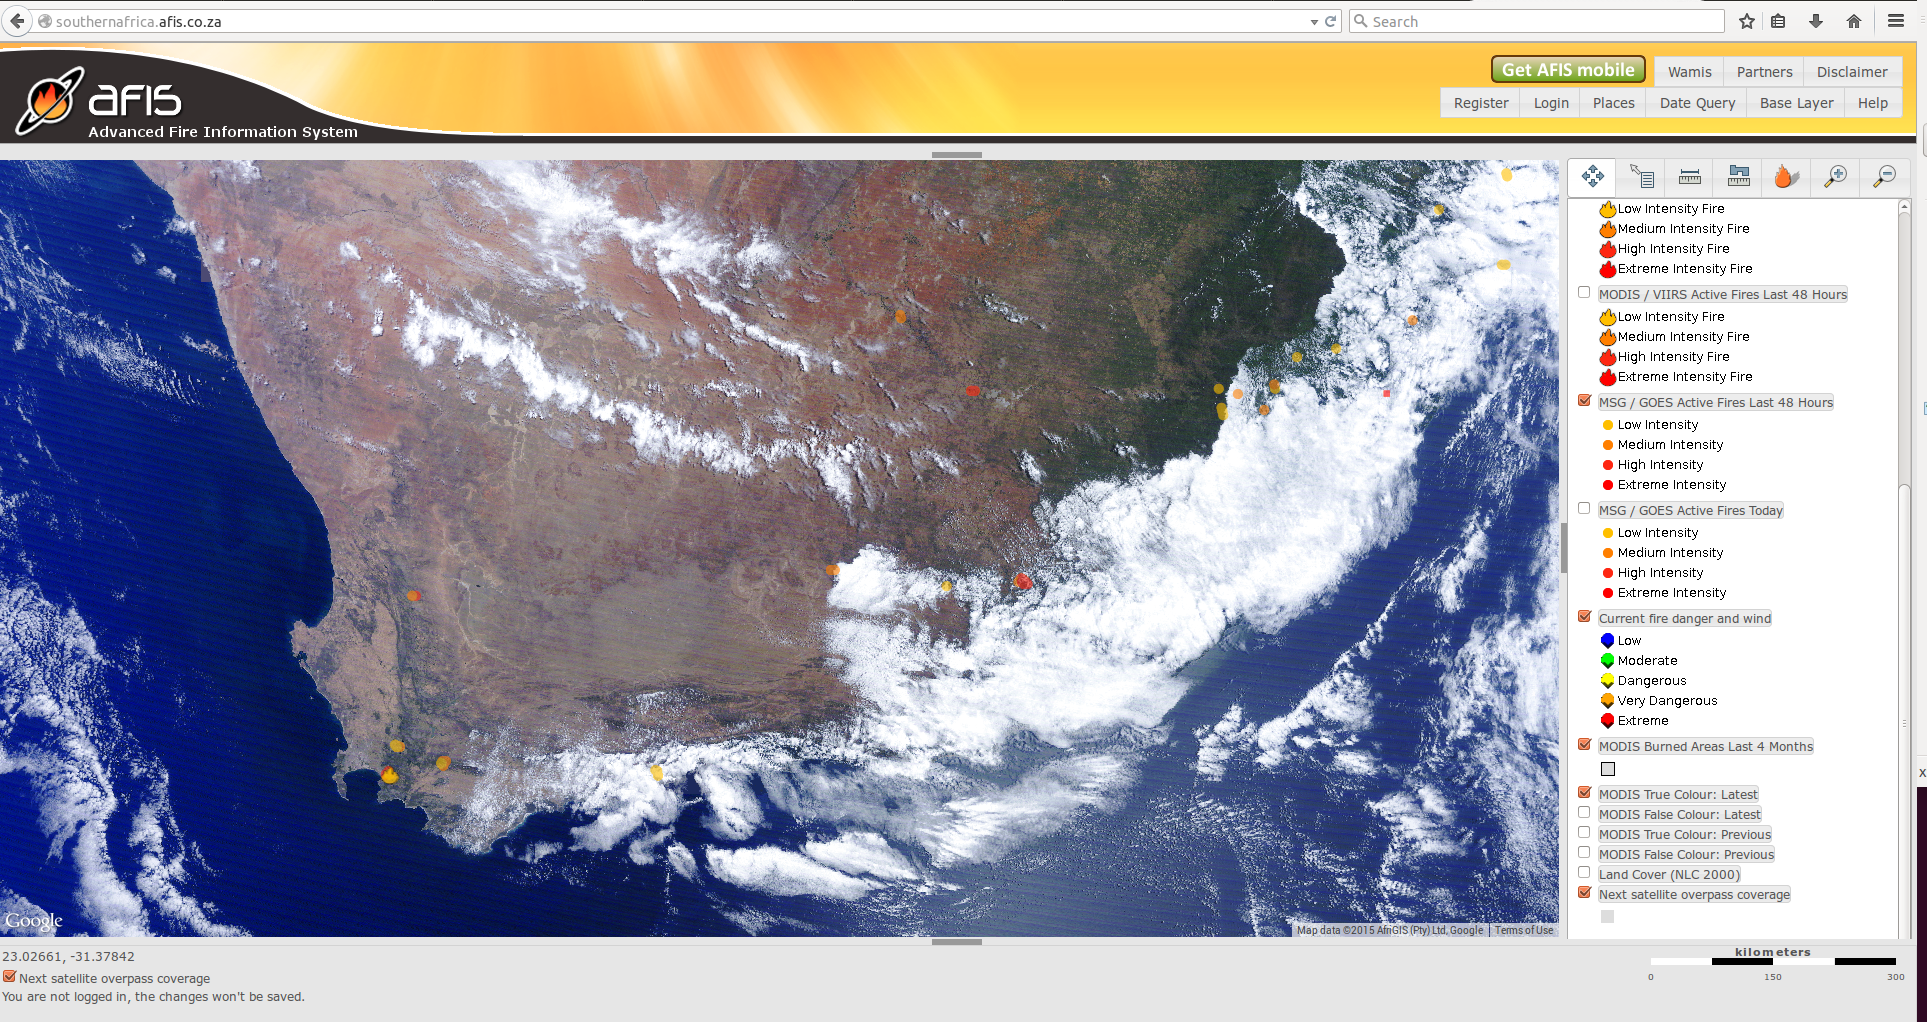 southernafrica.afis.co.za
Search
Get AFIS mobile
Wamis
Partners
Disclaimer
Register
Login
Places
Date Query
Base Layer
Help
AFIS
Advanced Fire Information System
Low Intensity Fire
Medium Intensity Fire
High Intensity Fire
Extreme Intensity Fire
MODIS / VIIRS Active Fires Last 48 Hours
Low Intensity Fire
Medium Intensity Fire
High Intensity Fire
Extreme Intensity Fire
MSG / GOES Active Fires Last 48 Hours
Low Intensity
Medium Intensity
High Intensity
Extreme Intensity
MSG / GOES Active Fires Today
Low Intensity
Medium Intensity
High Intensity
Extreme Intensity
Current fire danger and wind
Low
Moderate
Dangerous
Very Dangerous
Extreme
MODIS Burned Areas Last 4 Months
MODIS True Colour: Latest
MODIS False Colour: Latest
MODIS True Colour: Previous
MODIS False Colour: Previous
Land Cover (NLC 2000)
Next satellite overpass coverage
Google
Map data ©2015 AfriGIS (Pty) Ltd, Google
Terms of Use
23.02661, -31.37842
Next satellite overpass coverage
You are not logged in, the changes won't be saved.
kilometers
0 150 300
x